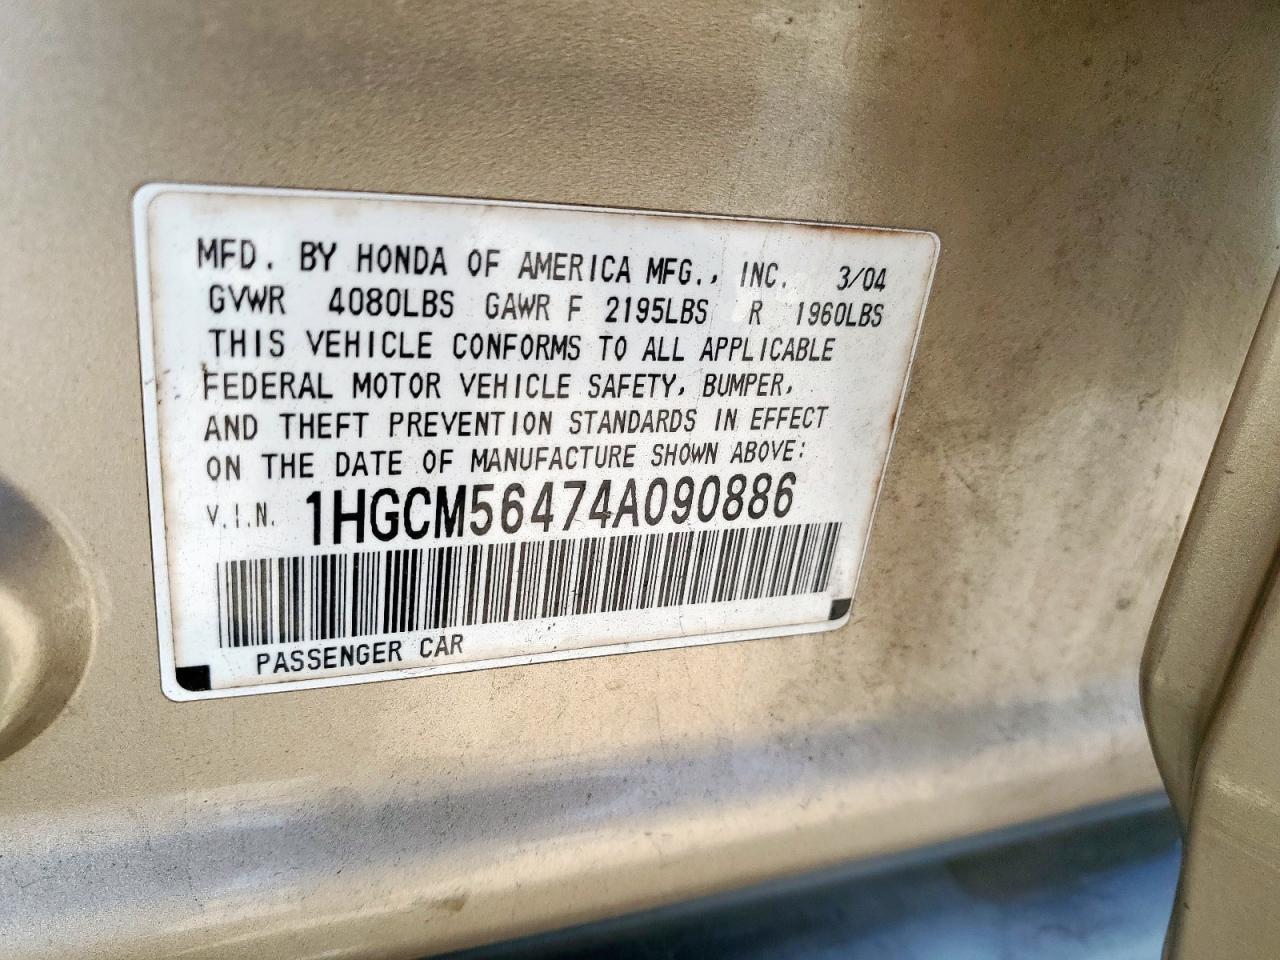 MFD. BY HONDA OF AMERICA MFG., INC. 3/04
GVWR 4080LBS GAWR F 2195LBS R 1960LBS
THIS VEHICLE CONFORMS TO ALL APPLICABLE
FEDERAL MOTOR VEHICLE SAFETY, BUMPER,
AND THEFT PREVENTION STANDARDS IN EFFECT
ON THE DATE OF MANUFACTURE SHOWN ABOVE:
V.I.N. 1HGCM56474A090886
PASSENGER CAR